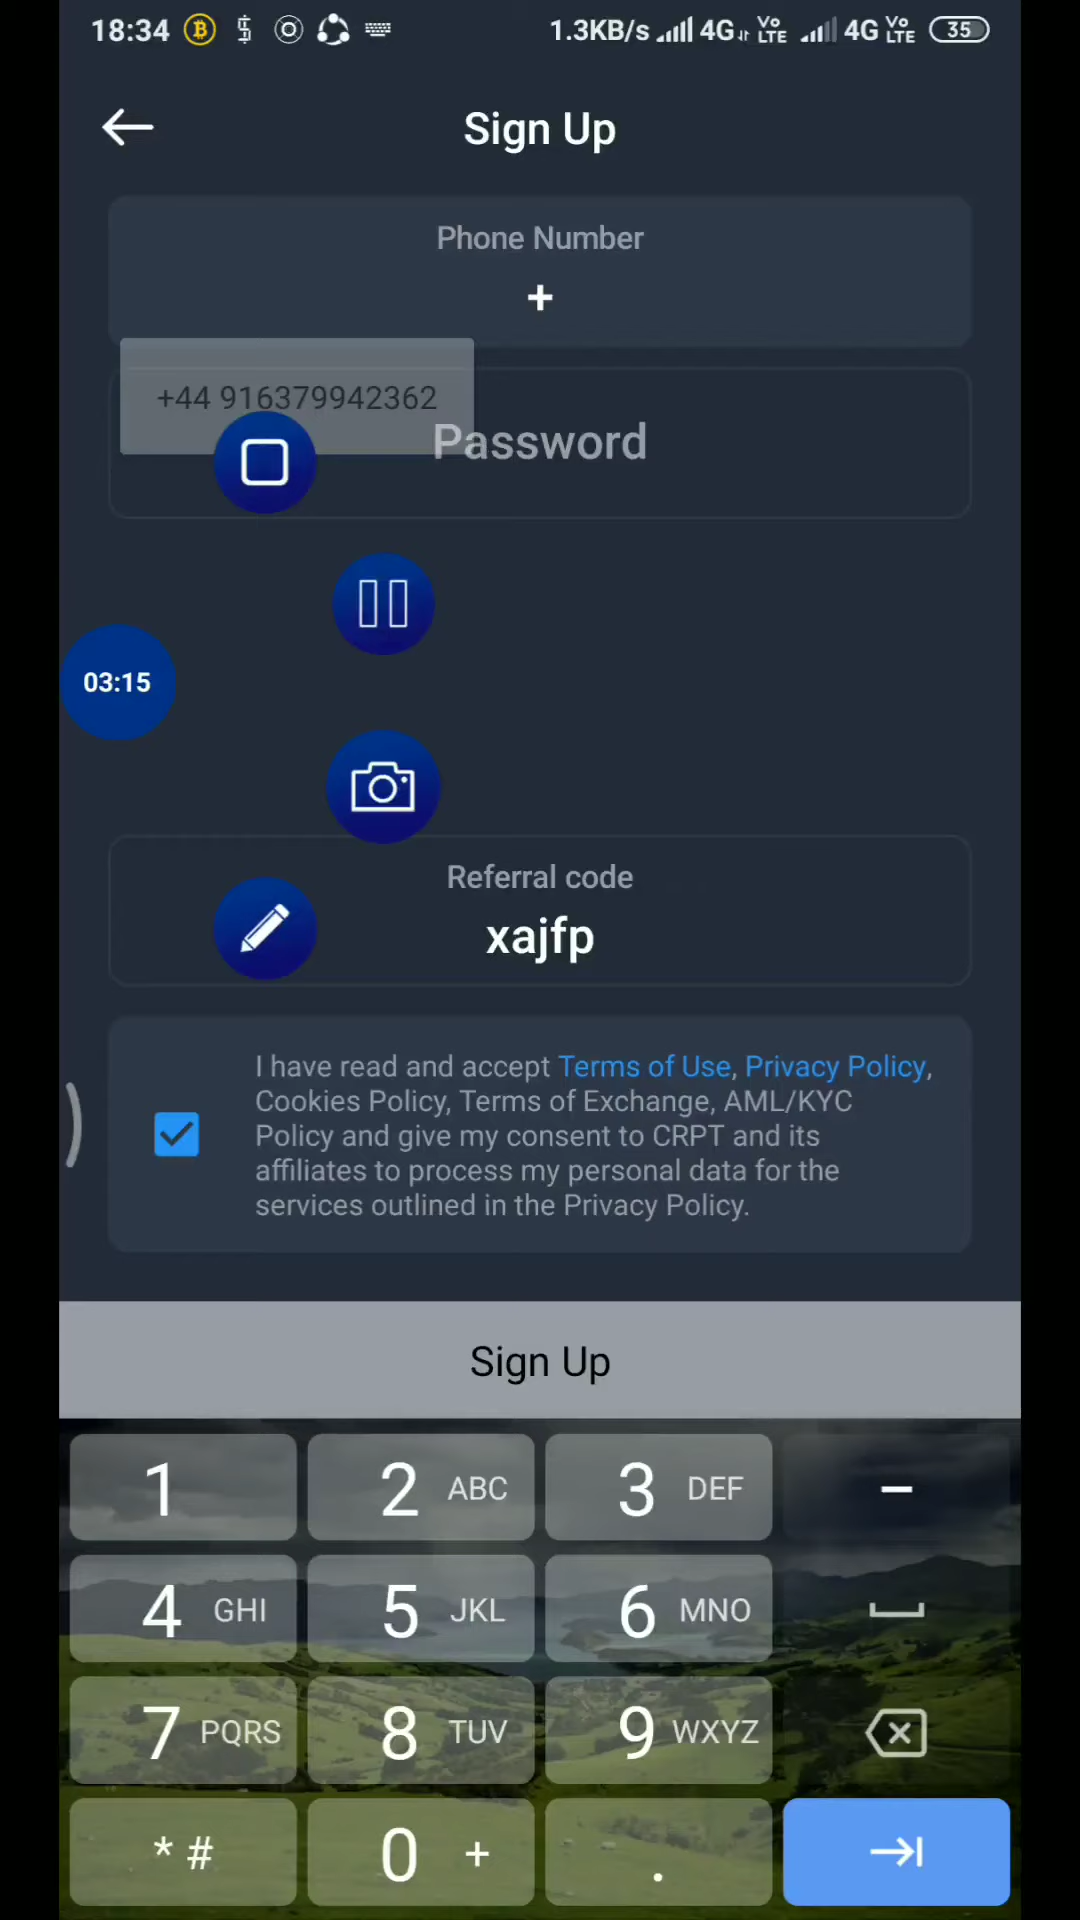 18:34 1.3KB/s 4G Vo LTE 4G Vo LTE 35
Sign Up
Phone Number
+
+44 916379942362
Password
03:15
Referral code
xajfp
I have read and accept Terms of Use, Privacy Policy,
Cookies Policy, Terms of Exchange, AML/KYC
Policy and give my consent to CRPT and its
affiliates to process my personal data for the
services outlined in the Privacy Policy.
Sign Up
1 2 ABC 3 DEF –
4 GHI 5 JKL 6 MNO
7 PQRS 8 TUV 9 WXYZ
* # 0 + .